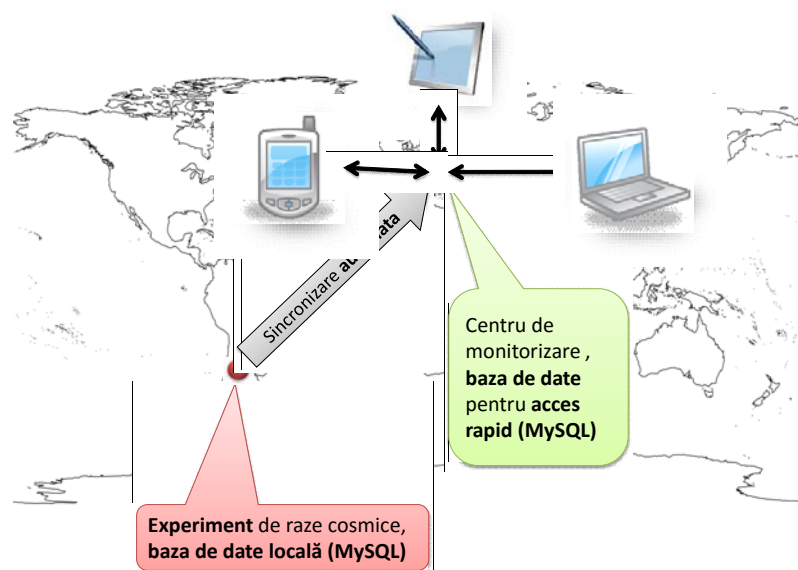 Sincronizare
Centru de
monitorizare ,
baza de date
pentru acces
rapid (MySQL)
Experiment de raze cosmice,
baza de date locală (MySQL)